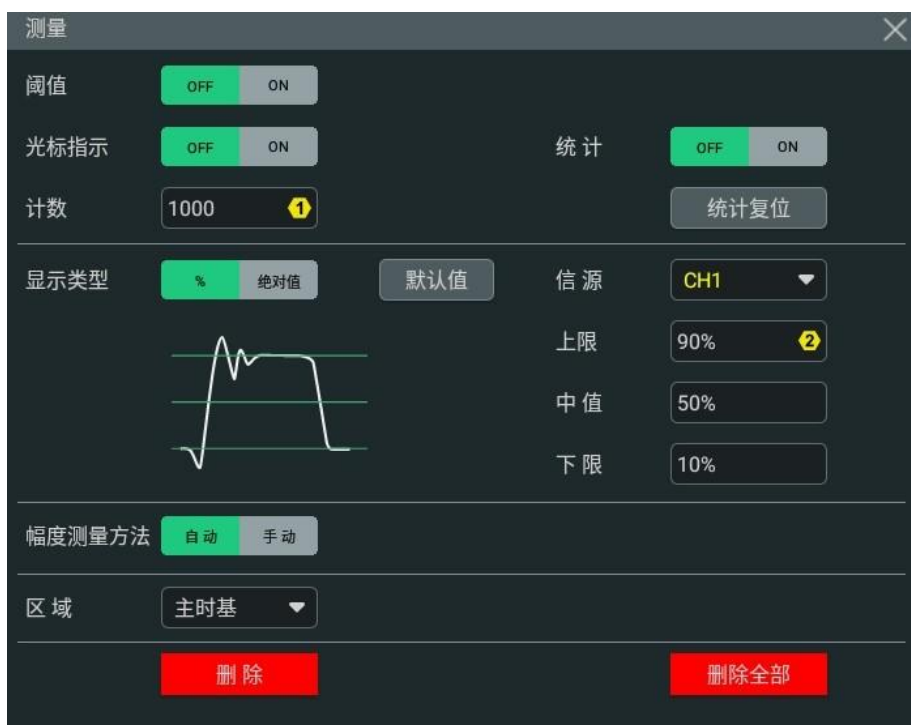 测量
阈值 OFF ON
光标指示 OFF ON 统计 OFF ON
计数 1000 1 统计复位
显示类型 % 绝对值 默认值 信源 CH1
上限 90% 2
中值 50%
下限 10%
幅度测量方法 自动 手动
区域 主时基
删除 删除全部